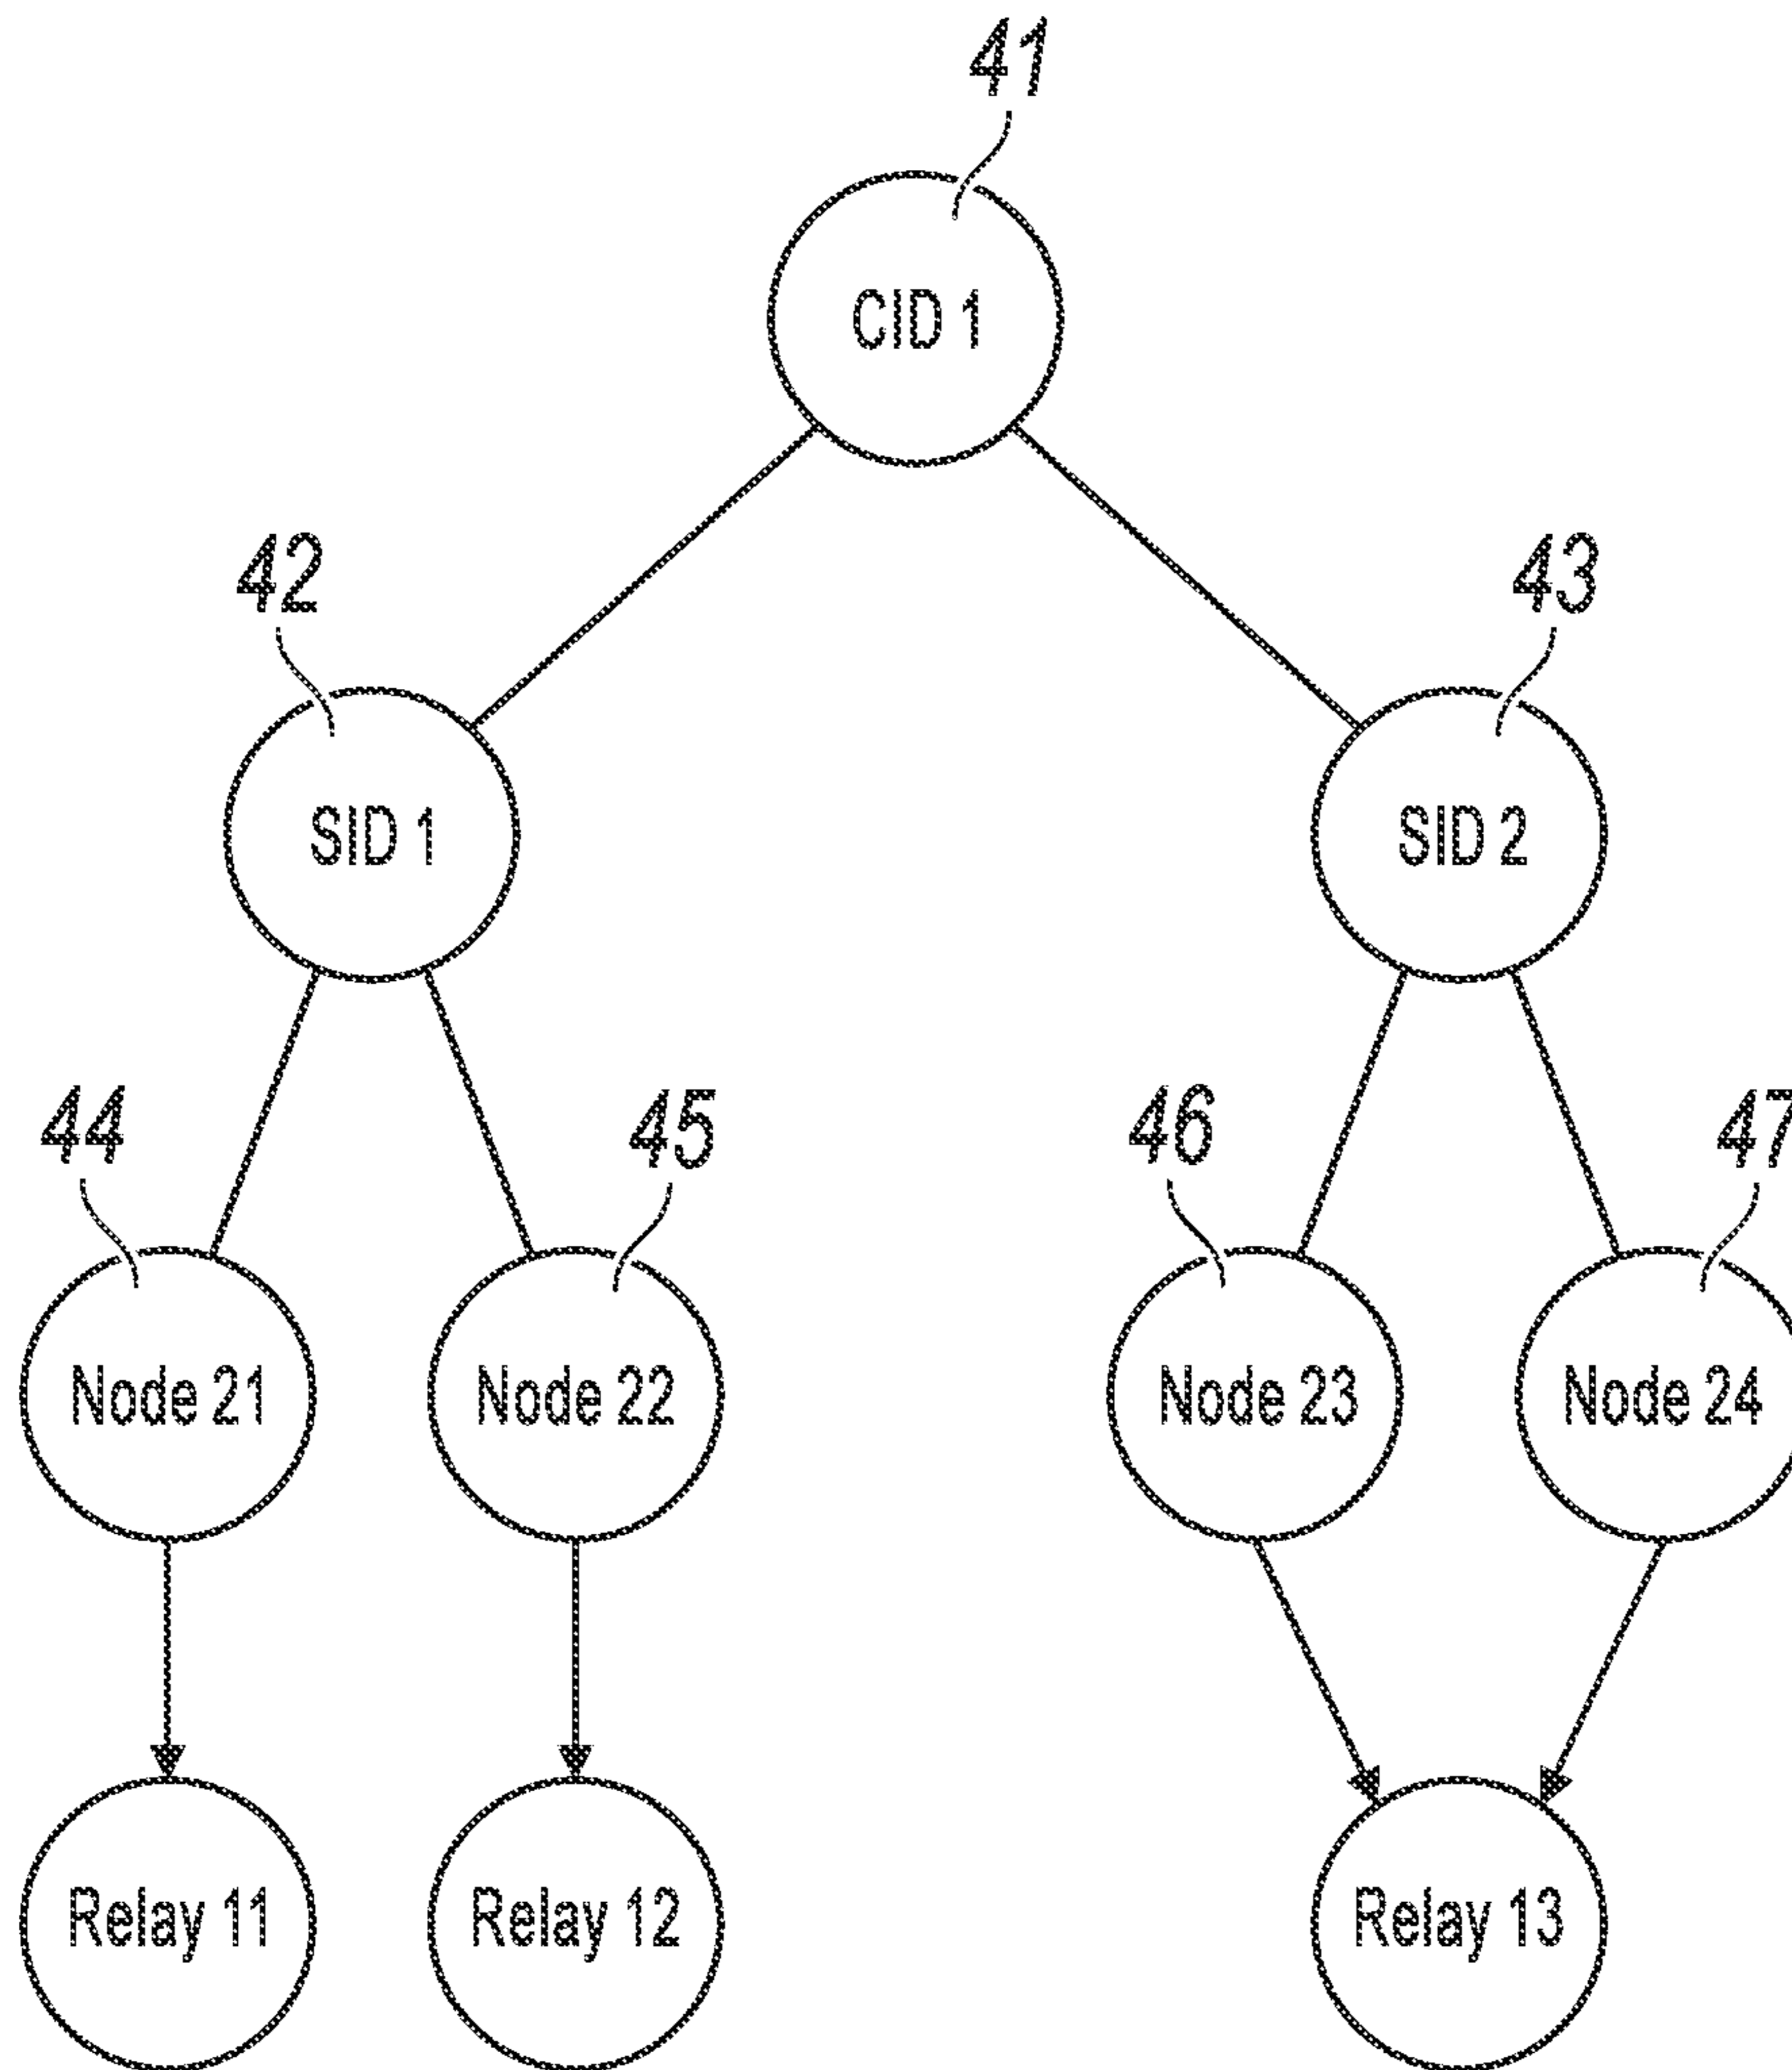 41
CID 1
42
43
SID 1
SID 2
44
45
46
47
Node 21
Node 22
Node 23
Node 24
Relay 11
Relay 12
Relay 13